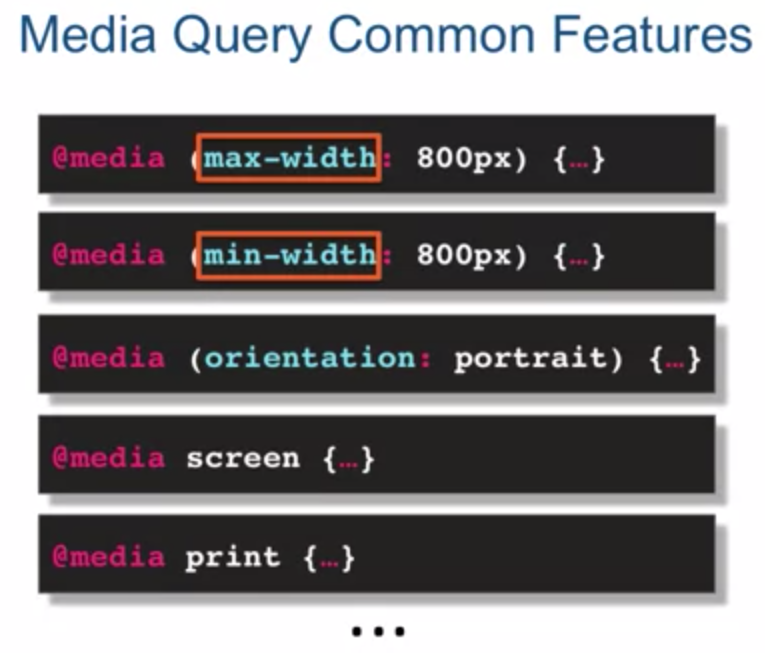 Media Query Common Features
@media (max-width: 800px) {…}
@media (min-width: 800px) {…}
@media (orientation: portrait) {…}
@media screen {…}
@media print {…}
...